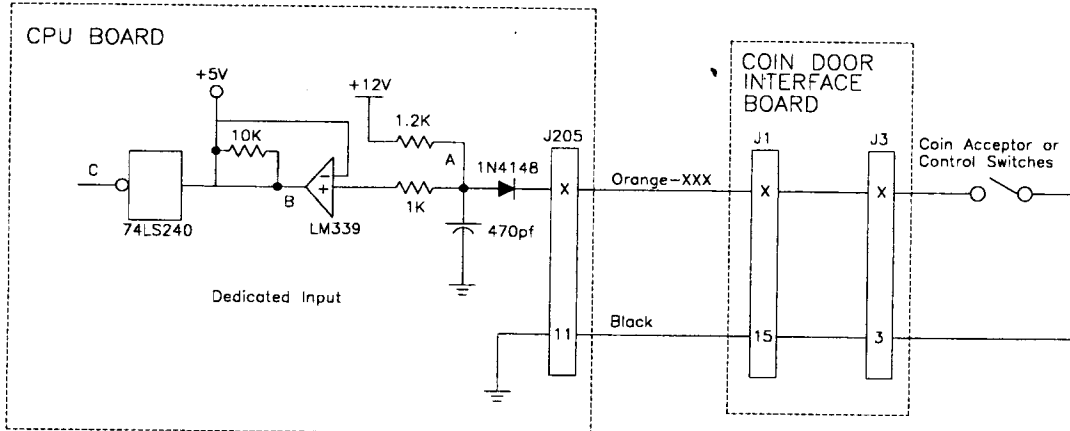 CPU BOARD
+5V
+12V
10K
1.2K
A
1N4148
J205
C
B
-
+
1K
74LS240
LM339
470pf
Dedicated Input
X
11
Orange-XXX
Black
COIN DOOR
INTERFACE
BOARD
J1
J3
X
X
15
3
Coin Acceptor or
Control Switches